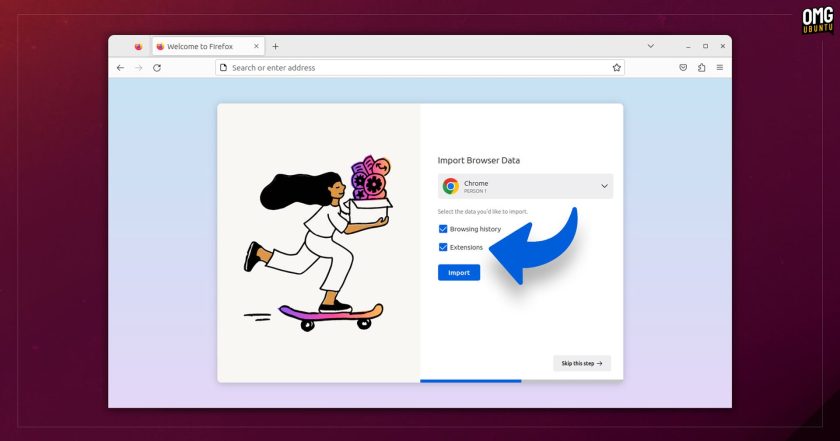 OMG
UBUNTU
Welcome to Firefox
Search or enter address
Import Browser Data
Chrome
PERSON 1
Select the data you'd like to import.
Browsing history
Extensions
Import
Skip this step